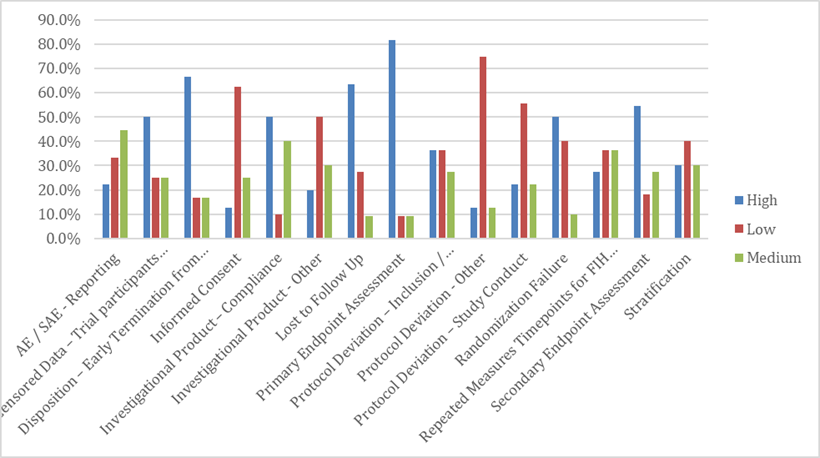 90.0%
80.0%
70.0%
60.0%
50.0%
40.0%
30.0%
20.0%
10.0%
0.0%
AE / SAE - Reporting
ensored Data – Trial participants...
Disposition – Early Termination from...
Informed Consent
Investigational Product – Compliance
Investigational Product - Other
Lost to Follow Up
Primary Endpoint Assessment
Protocol Deviation – Inclusion /...
Protocol Deviation - Other
Protocol Deviation – Study Conduct
Randomization Failure
Repeated Measures Timepoints for FIH...
Secondary Endpoint Assessment
Stratification
High
Low
Medium